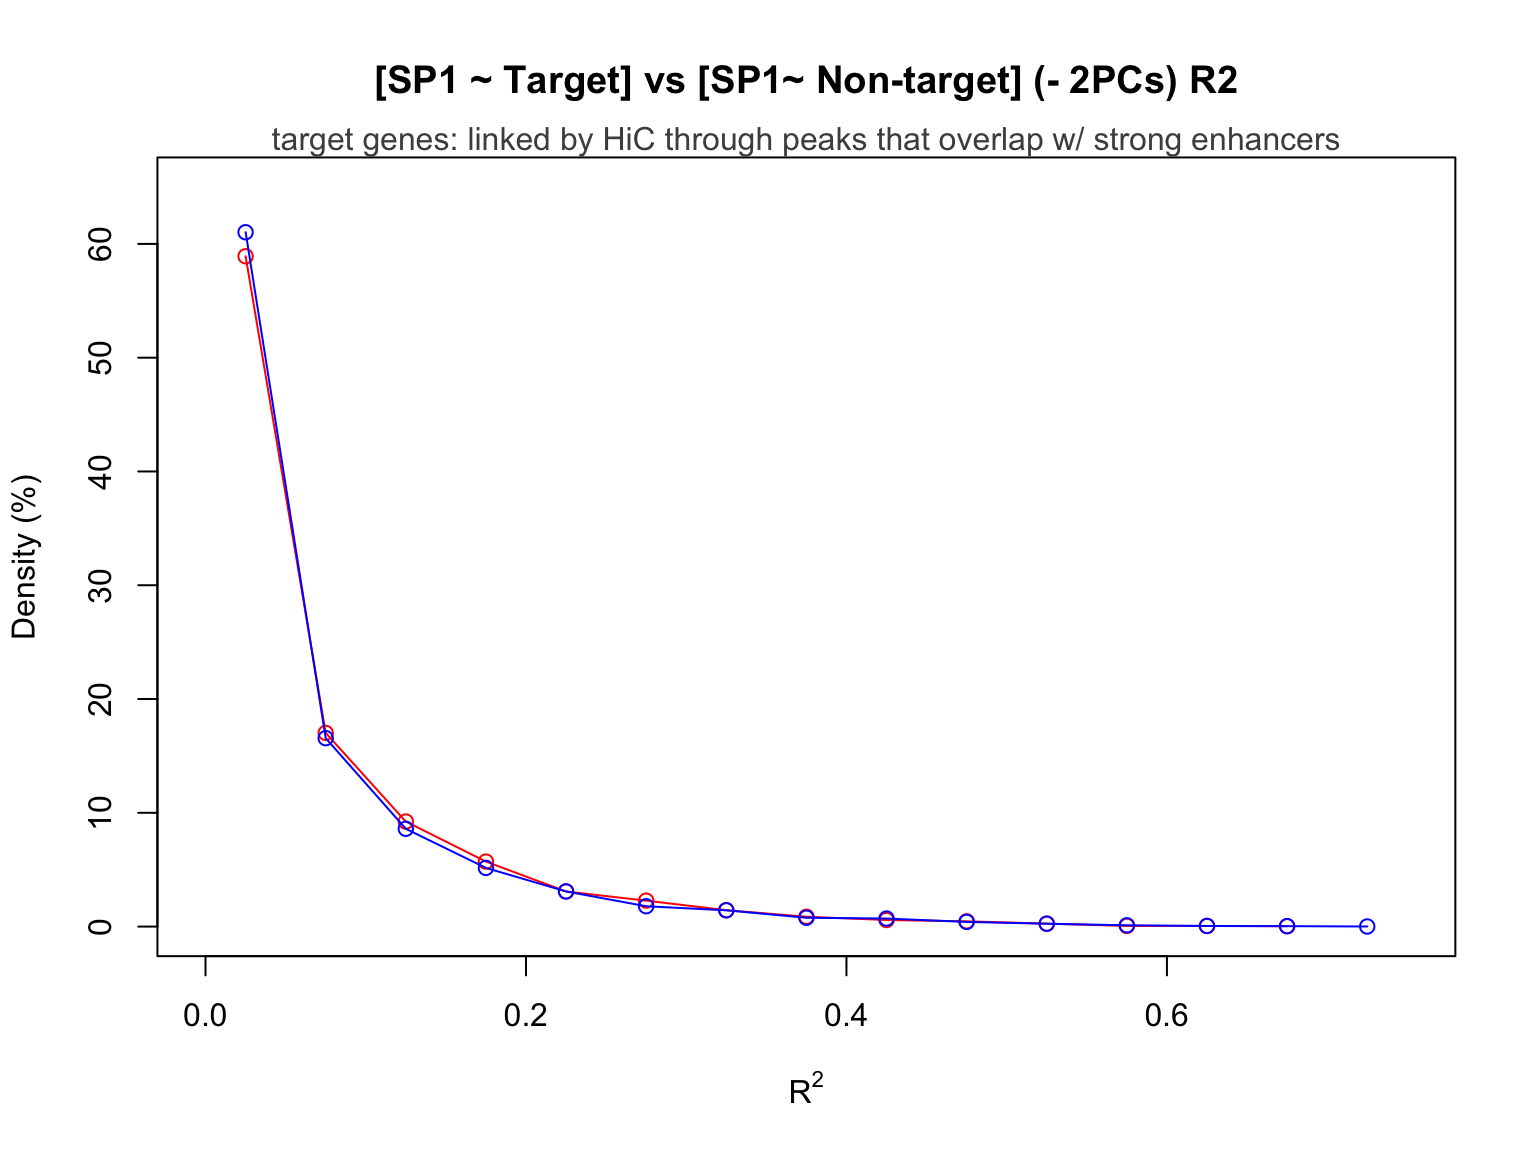 [SP1 ~ Target] vs [SP1~ Non-target] (- 2PCs) R2
target genes: linked by HiC through peaks that overlap w/ strong enhancers
Density (%)
60
50
40
30
20
10
0
0.0 0.2 0.4 0.6
R²